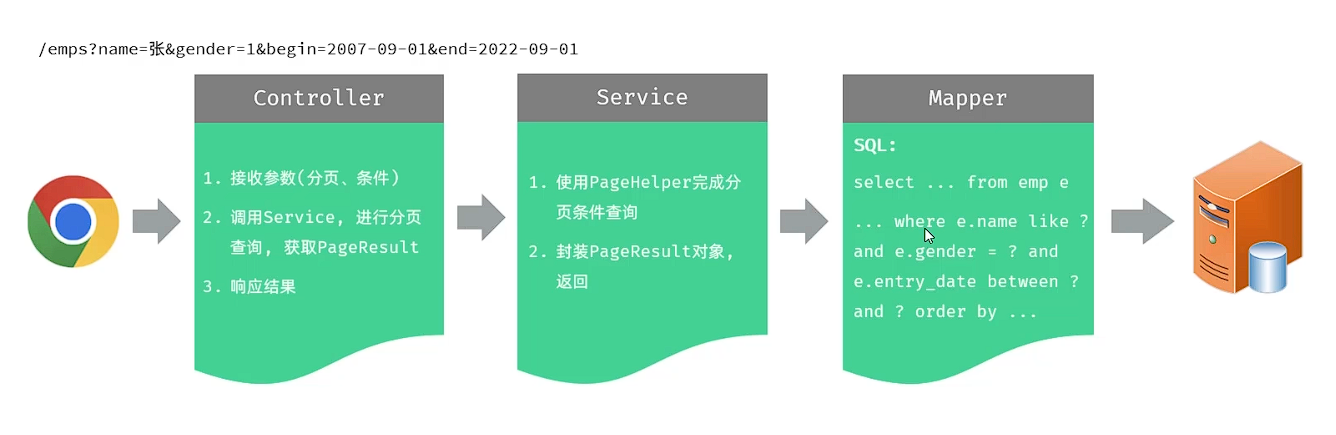 /emps?name=张&gender=1&begin=2007-09-01&end=2022-09-01
Controller
1. 接收参数(分页、条件)
2. 调用Service, 进行分页
查询, 获取PageResult
3. 响应结果
Service
1. 使用PageHelper完成分
页条件查询
2. 封装PageResult对象,
返回
Mapper
SQL:
select ... from emp e
... where e.name like ?
and e.gender = ? and
e.entry_date between ?
and ? order by ...